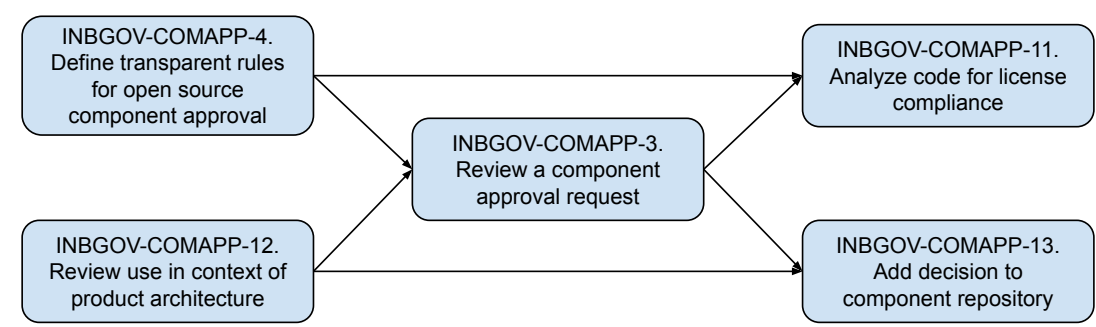 INBGOV-COMAPP-4.
Define transparent rules
for open source
component approval
INBGOV-COMAPP-11.
Analyze code for license
compliance
INBGOV-COMAPP-3.
Review a component
approval request
INBGOV-COMAPP-12.
Review use in context of
product architecture
INBGOV-COMAPP-13.
Add decision to
component repository